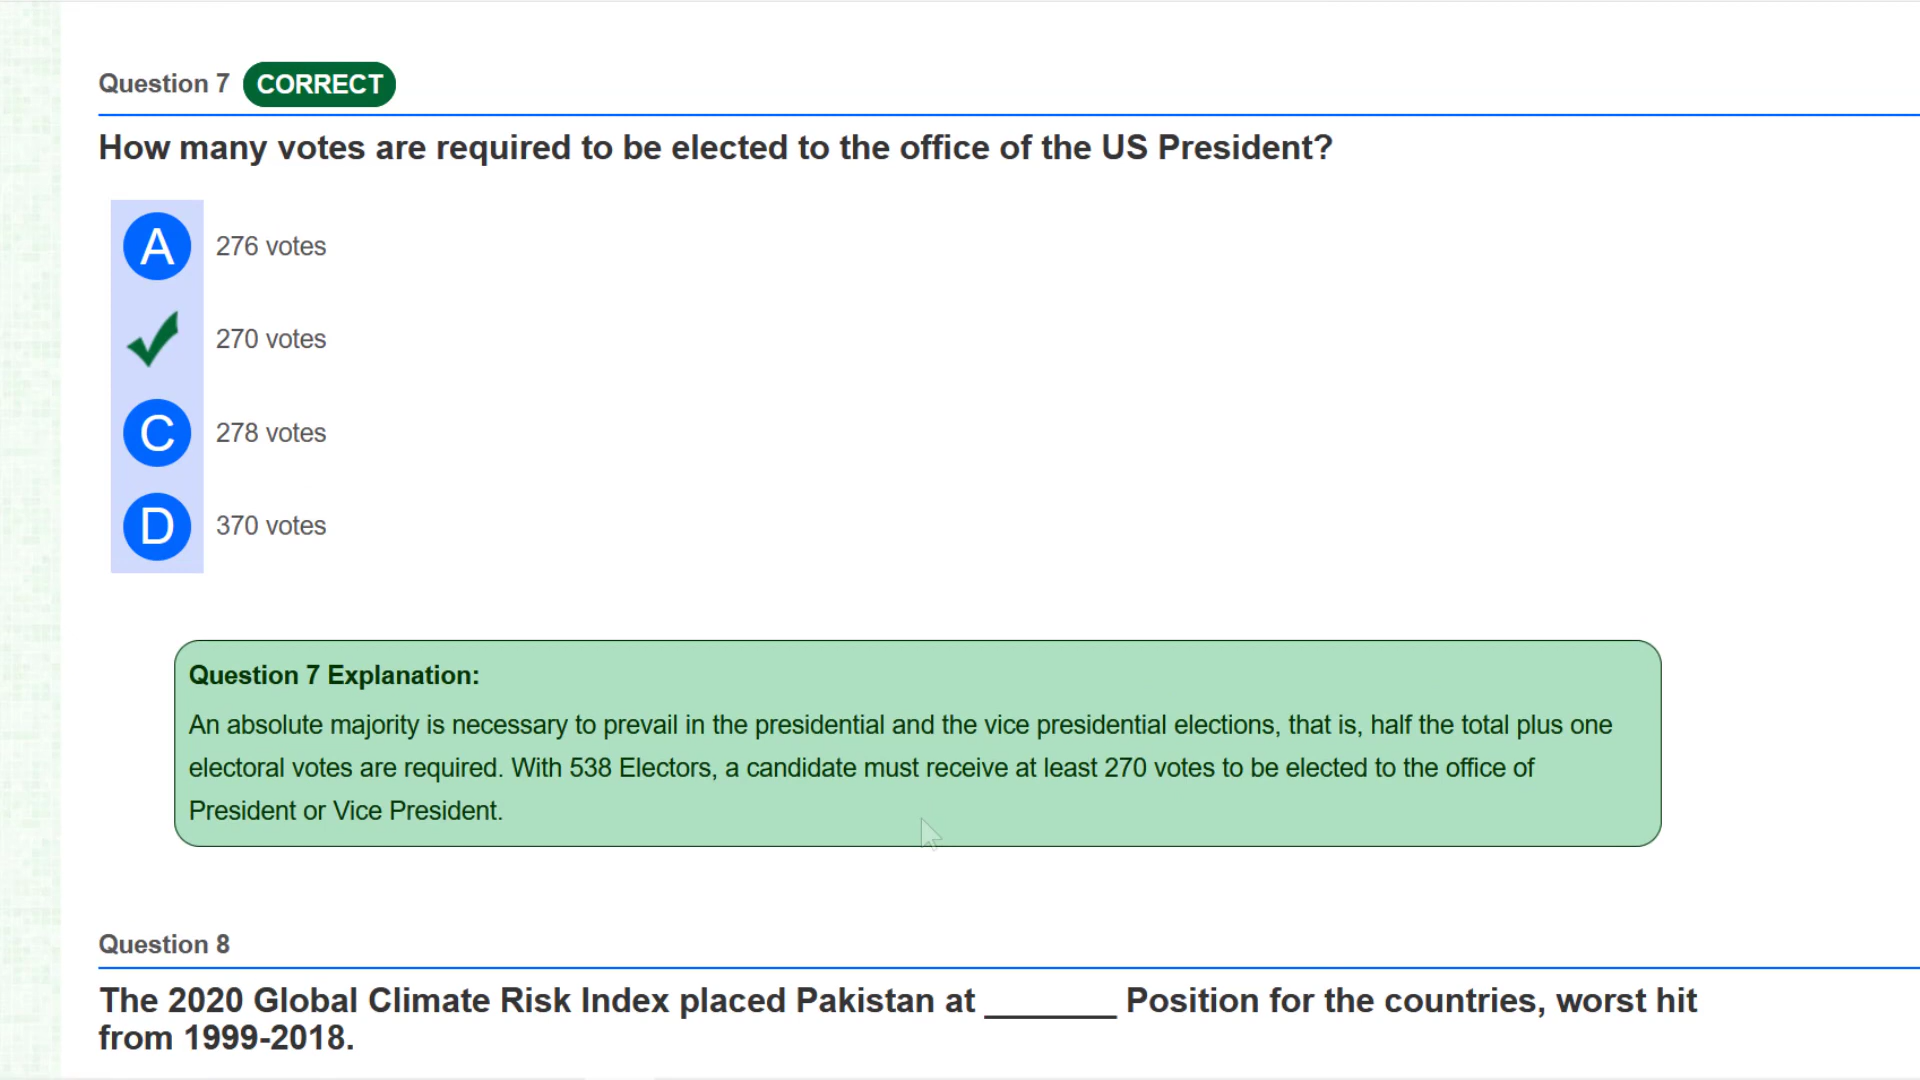 Question 7 CORRECT
How many votes are required to be elected to the office of the US President?
A 276 votes
270 votes
C 278 votes
D 370 votes
Question 7 Explanation:
An absolute majority is necessary to prevail in the presidential and the vice presidential elections, that is, half the total plus one
electoral votes are required. With 538 Electors, a candidate must receive at least 270 votes to be elected to the office of
President or Vice President.
Question 8
The 2020 Global Climate Risk Index placed Pakistan at _______ Position for the countries, worst hit
from 1999-2018.